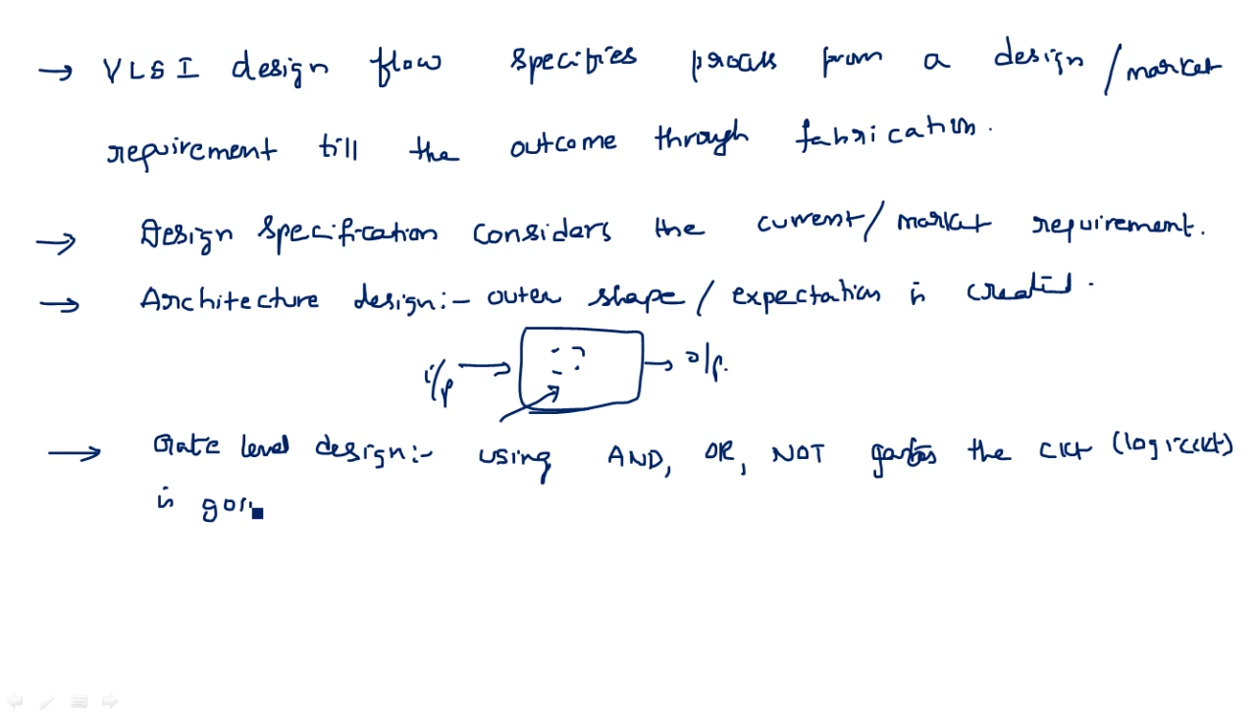 → VLSI design flow specifies process from a design / market
requirement till the outcome through fabrication.
→ Design specification considers the current / market requirement.
→ Architecture design:- outer shape / expectation is created.
i/p → → o/p.
→ Gate level design:- using AND, OR, NOT gates the ckt (logic ckt)
is goin